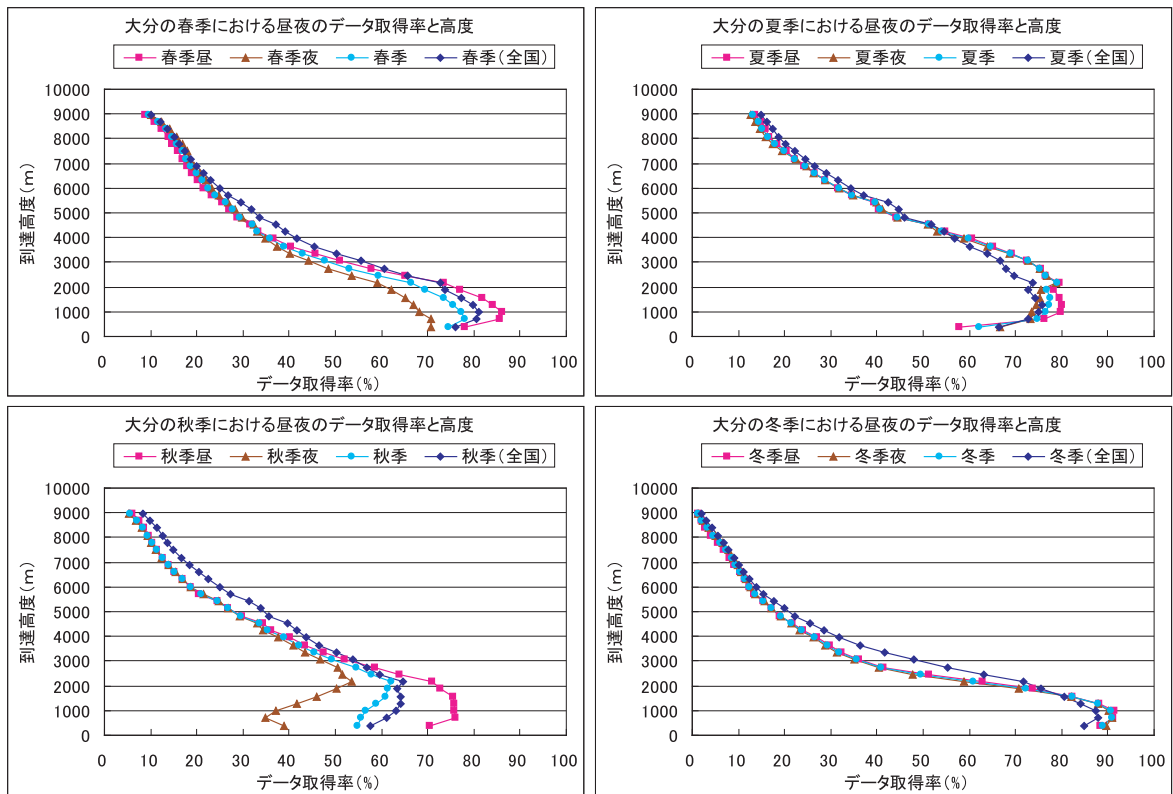 大分の春季における昼夜のデータ取得率と高度
春季昼 春季夜 春季 春季(全国)
到達高度(m)
10000
9000
8000
7000
6000
5000
4000
3000
2000
1000
0
0 10 20 30 40 50 60 70 80 90 100
データ取得率(%)
大分の夏季における昼夜のデータ取得率と高度
夏季昼 夏季夜 夏季 夏季(全国)
到達高度(m)
10000
9000
8000
7000
6000
5000
4000
3000
2000
1000
0
0 10 20 30 40 50 60 70 80 90 100
データ取得率(%)
大分の秋季における昼夜のデータ取得率と高度
秋季昼 秋季夜 秋季 秋季(全国)
到達高度(m)
10000
9000
8000
7000
6000
5000
4000
3000
2000
1000
0
0 10 20 30 40 50 60 70 80 90 100
データ取得率(%)
大分の冬季における昼夜のデータ取得率と高度
冬季昼 冬季夜 冬季 冬季(全国)
到達高度(m)
10000
9000
8000
7000
6000
5000
4000
3000
2000
1000
0
0 10 20 30 40 50 60 70 80 90 100
データ取得率(%)